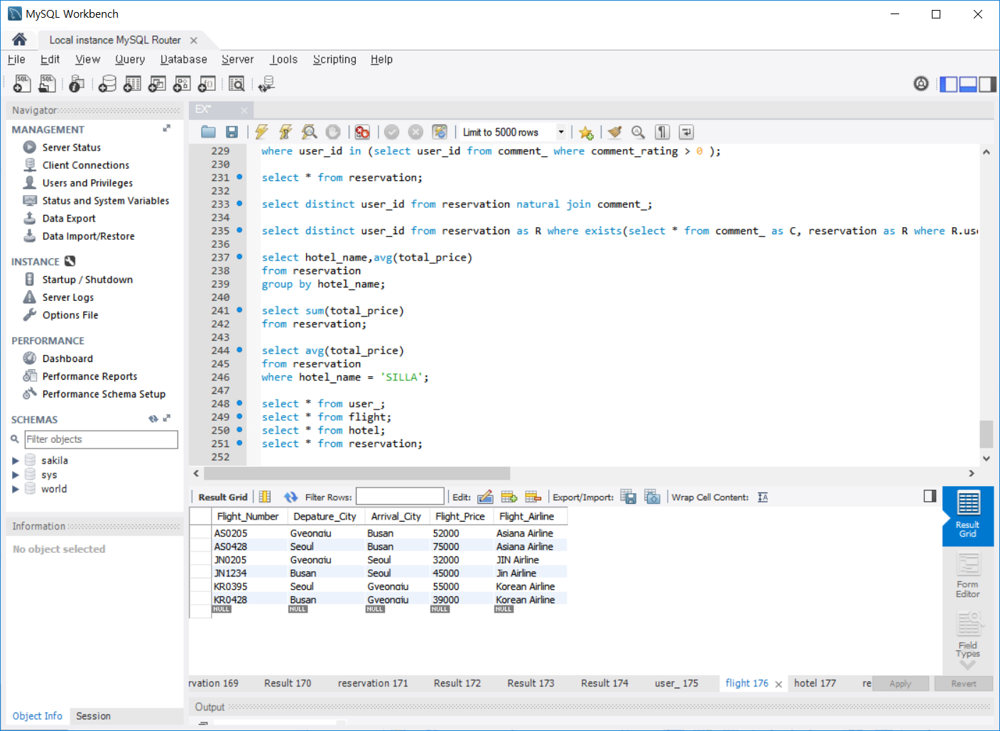 MySQL Workbench
Local instance MySQL Router
File Edit View Query Database Server Tools Scripting Help
Navigator
MANAGEMENT
Server Status
Client Connections
Users and Privileges
Status and System Variables
Data Export
Data Import/Restore
INSTANCE
Startup / Shutdown
Server Logs
Options File
PERFORMANCE
Dashboard
Performance Reports
Performance Schema Setup
SCHEMAS
Filter objects
sakila
sys
world
Information
No object selected
Object Info Session
EX*
Limit to 5000 rows
229 where user_id in (select user_id from comment_ where comment_rating > 0 );
230
231 select * from reservation;
232
233 select distinct user_id from reservation natural join comment_;
234
235 select distinct user_id from reservation as R where exists(select * from comment_ as C, reservation as R where R.us
236
237 select hotel_name,avg(total_price)
238 from reservation
239 group by hotel_name;
240
241 select sum(total_price)
242 from reservation;
243
244 select avg(total_price)
245 from reservation
246 where hotel_name = 'SILLA';
247
248 select * from user_;
249 select * from flight;
250 select * from hotel;
251 select * from reservation;
252
Result Grid Filter Rows: Edit: Export/Import: Wrap Cell Content:
Flight_Number Depature_City Arrival_City Flight_Price Flight_Airline
AS0205 Gyeongju Busan 52000 Asiana Airline
AS0428 Seoul Busan 75000 Asiana Airline
JN0205 Gyeongju Seoul 32000 JIN Airline
JN1234 Busan Seoul 45000 Jin Airline
KR0395 Seoul Gyeongju 55000 Korean Airline
KR0428 Busan Gyeongju 39000 Korean Airline
NULL NULL NULL NULL NULL
Result Grid
Form Editor
Field Types
rvation 169 Result 170 reservation 171 Result 172 Result 173 Result 174 user_ 175 flight 176 hotel 177 re Apply Revert
Output